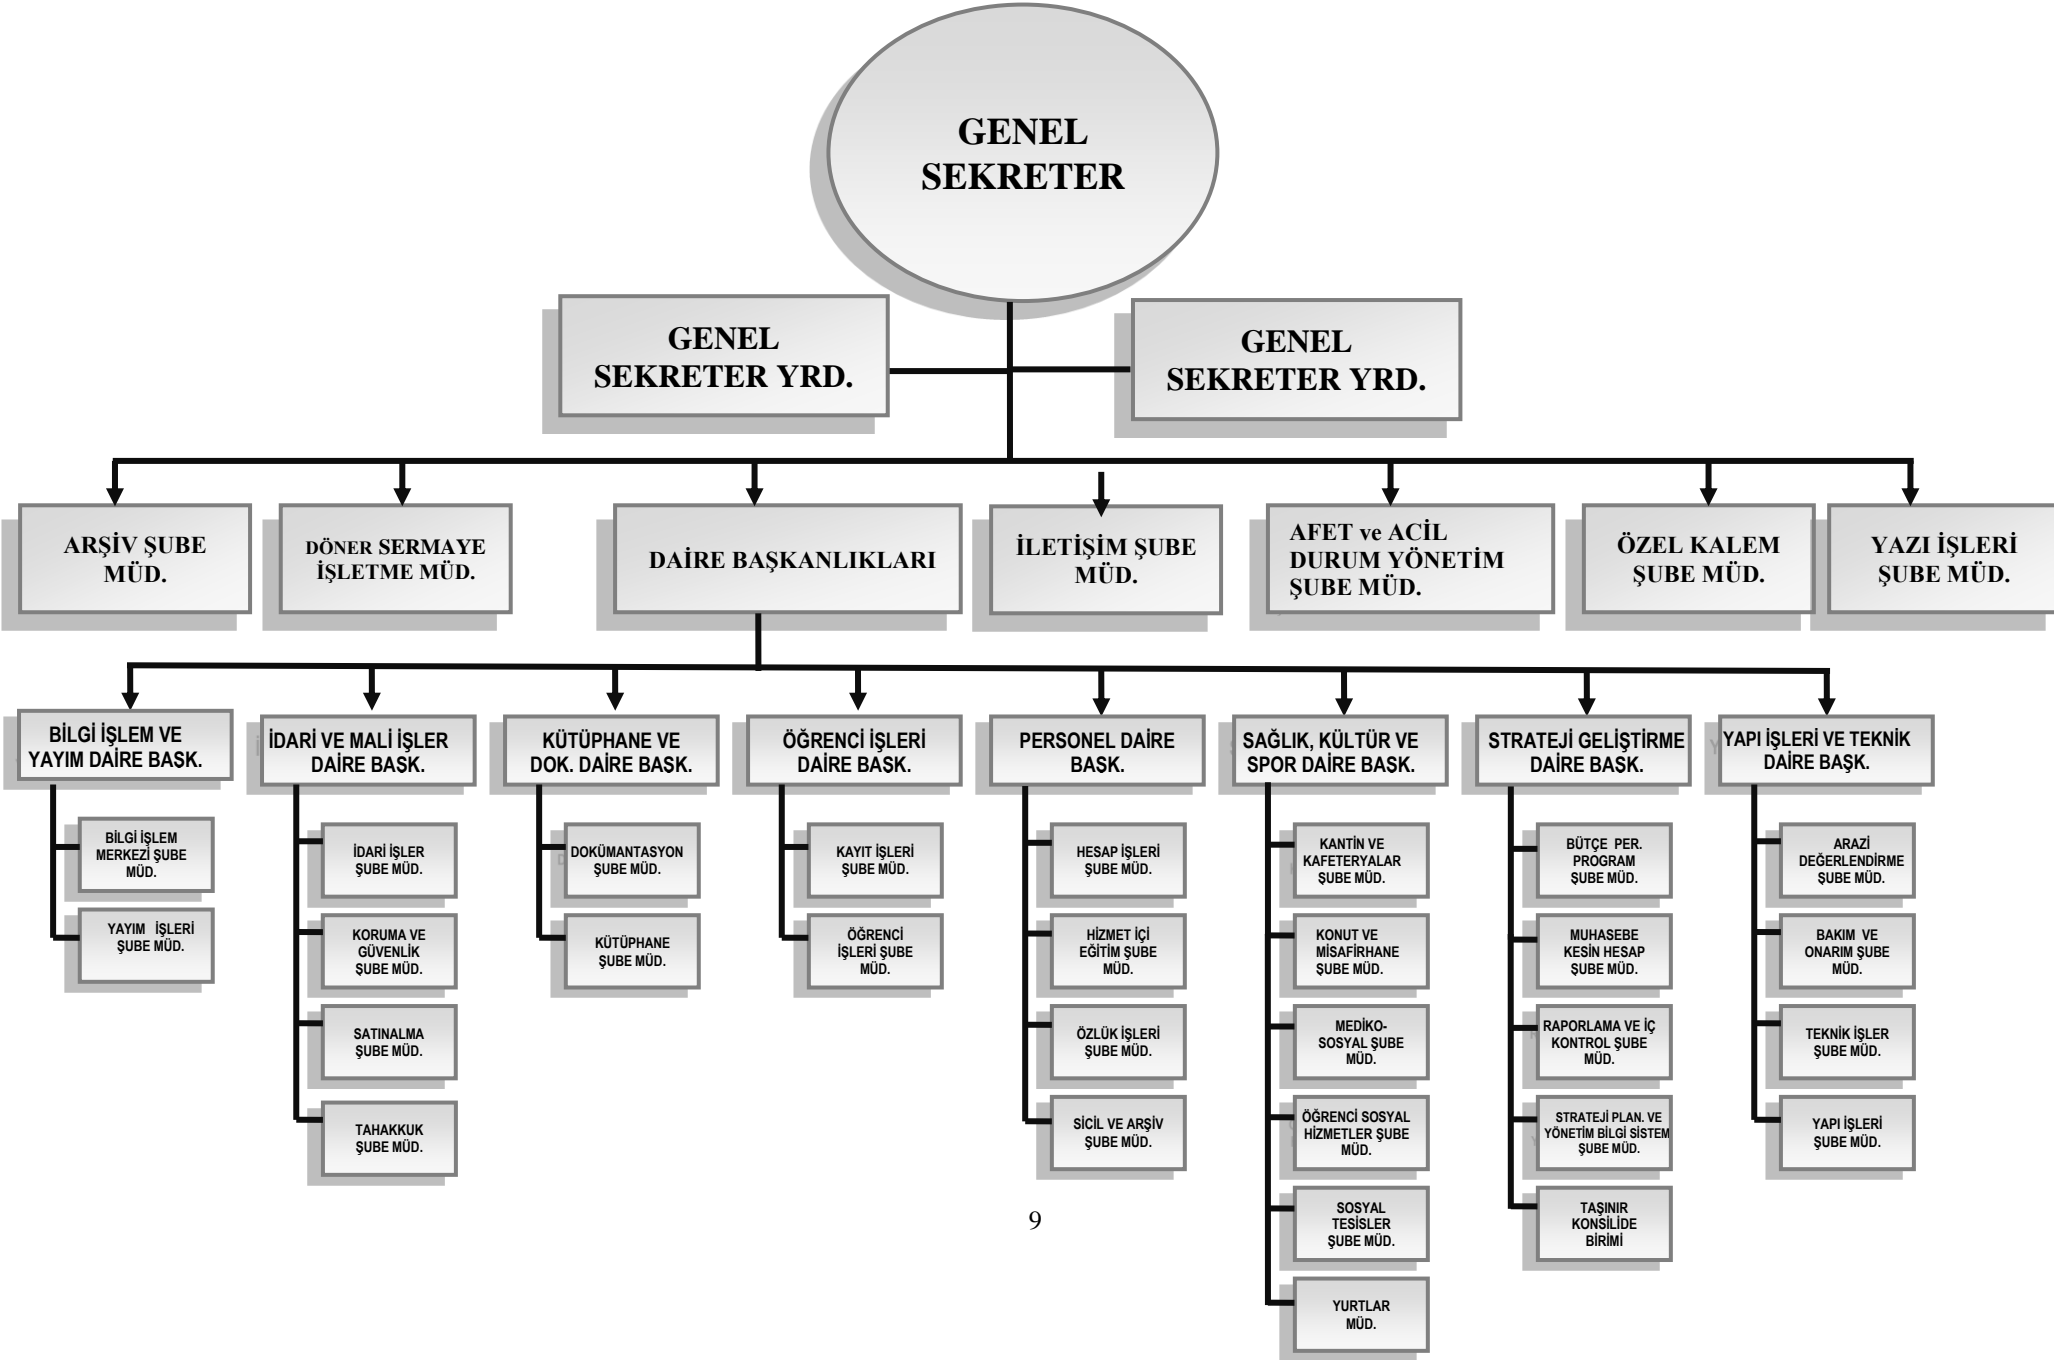 GENEL
SEKRETER
GENEL
SEKRETER YRD.
GENEL
SEKRETER YRD.
ARŞİV ŞUBE
MÜD.
DÖNER SERMAYE
İŞLETME MÜD.
DAİRE BAŞKANLIKLARI
İLETİŞİM ŞUBE
MÜD.
AFET ve ACİL
DURUM YÖNETİM
ŞUBE MÜD.
ÖZEL KALEM
ŞUBE MÜD.
YAZI İŞLERİ
ŞUBE MÜD.
BİLGİ İŞLEM VE
YAYIM DAİRE BAŞK.
İDARİ VE MALİ İŞLER
DAİRE BAŞK.
KÜTÜPHANE VE
DOK. DAİRE BAŞK.
ÖĞRENCİ İŞLERİ
DAİRE BAŞK.
PERSONEL DAİRE
BAŞK.
SAĞLIK, KÜLTÜR VE
SPOR DAİRE BAŞK.
STRATEJİ GELİŞTİRME
DAİRE BAŞK.
YAPI İŞLERİ VE TEKNİK
DAİRE BAŞK.
BİLGİ İŞLEM
MERKEZİ ŞUBE
MÜD.
YAYIM İŞLERİ
ŞUBE MÜD.
İDARİ İŞLER
ŞUBE MÜD.
KORUMA VE
GÜVENLİK
ŞUBE MÜD.
SATINALMA
ŞUBE MÜD.
TAHAKKUK
ŞUBE MÜD.
DOKÜMANTASYON
ŞUBE MÜD.
KÜTÜPHANE
ŞUBE MÜD.
KAYIT İŞLERİ
ŞUBE MÜD.
ÖĞRENCİ
İŞLERİ ŞUBE
MÜD.
HESAP İŞLERİ
ŞUBE MÜD.
HİZMET İÇİ
EĞİTİM ŞUBE
MÜD.
ÖZLÜK İŞLERİ
ŞUBE MÜD.
SİCİL VE ARŞİV
ŞUBE MÜD.
KANTİN VE
KAFETERYALAR
ŞUBE MÜD.
KONUT VE
MİSAFİRHANE
ŞUBE MÜD.
MEDİKO-
SOSYAL ŞUBE
MÜD.
ÖĞRENCİ SOSYAL
HİZMETLER ŞUBE
MÜD.
SOSYAL
TESİSLER
ŞUBE MÜD.
YURTLAR
MÜD.
BÜTÇE PER.
PROGRAM
ŞUBE MÜD.
MUHASEBE
KESİN HESAP
ŞUBE MÜD.
RAPORLAMA VE İÇ
KONTROL ŞUBE
MÜD.
STRATEJİ PLAN. VE
YÖNETİM BİLGİ SİSTEM
ŞUBE MÜD.
TAŞINIR
KONSİLİDE
BİRİMİ
ARAZİ
DEĞERLENDİRME
ŞUBE MÜD.
BAKIM VE
ONARIM ŞUBE
MÜD.
TEKNİK İŞLER
ŞUBE MÜD.
YAPI İŞLERİ
ŞUBE MÜD.
9